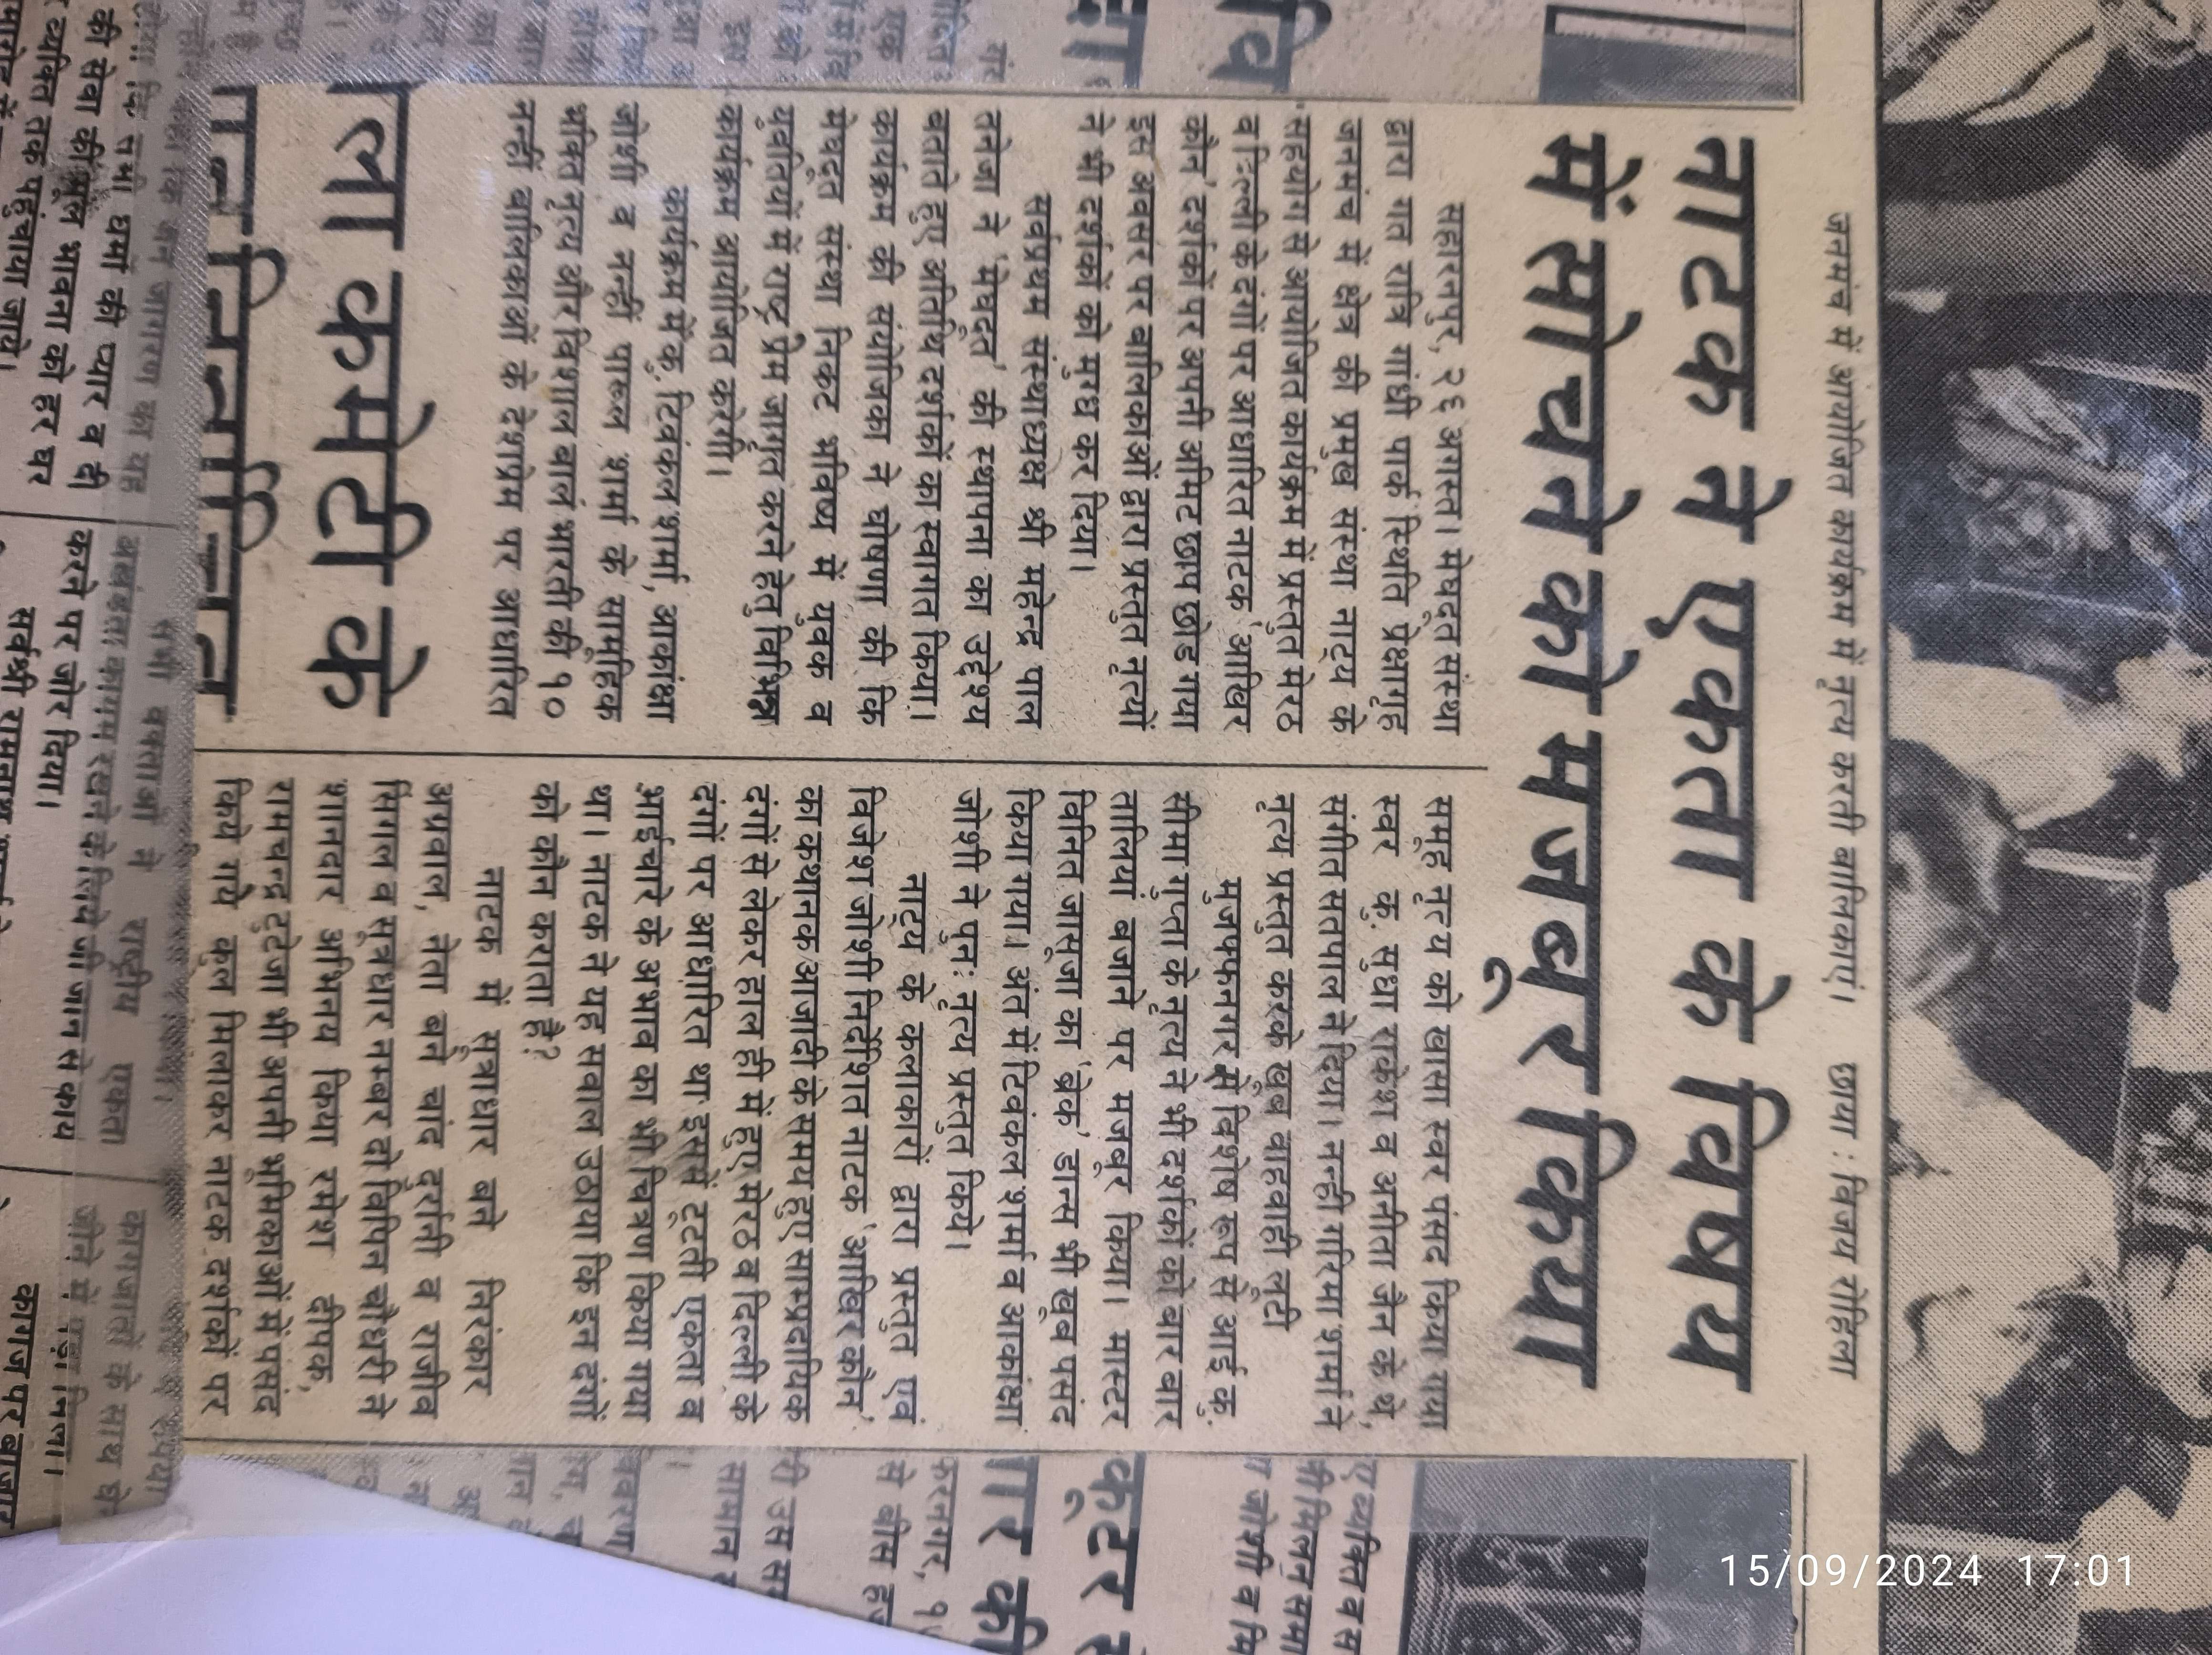 15/09/2024 17:01
जनमंच में आयोजित कार्यक्रम में नृत्य करती बालिकाएं। छाया : विजय रोहिला
नाटक ने एकता के विषय
में सोचने को मजबूर किया
सहारनपुर, २६ अगस्त। मेघदूत संस्था
द्वारा गत रात्रि गांधी पार्क स्थिति प्रेक्षागृह
जनमंच में क्षेत्र की प्रमुख संस्था नाट्य के
सहयोग से आयोजित कार्यक्रम में प्रस्तुत मेरठ
व दिल्ली के दंगों पर आधारित नाटक 'आखिर
कौन' दर्शकों पर अपनी अमिट छाप छोड गया
इस अवसर पर बालिकाओं द्वारा प्रस्तुत नृत्यों
ने भी दर्शकों को मुग्ध कर दिया।
सर्वप्रथम संस्थाध्यक्ष श्री महेन्द्र पाल
तनेजा ने 'मेघदूत' की स्थापना का उद्देश्य
बताते हुए अतिथि दर्शकों का स्वागत किया।
कार्यक्रम की संयोजिका ने घोषणा की कि
मेघदूत संस्था निकट भविष्य में युवक व
युवतियों में राष्ट्र प्रेम जागृत करने हेतु विभिन्न
कार्यक्रम आयोजित करेगी।
कार्यक्रम में कु. टिवंकल शर्मा, आकांक्षा
जोशी व नन्हीं पारूल शर्मा के सामूहिक
भक्ति नृत्य और विशाल बाल भारती की १०
नन्हीं बालिकाओं के देशप्रेम पर आधारित
समूह नृत्य को खासा स्वर पंसद किया गया
स्वर कु. सुधा राकेश व अनीता जैन के थे,
संगीत सतपाल ने दिया। नन्ही गरिमा शर्मा ने
नृत्य प्रस्तुत करके खूब वाहवाही लूटी
मुजफ्फनगर से विशेष रूप से आई कु.
सीमा गुप्ता के नृत्य ने भी दर्शकों को बार बार
तालियां बजाने पर मजबूर किया। मास्टर
विनित जासूजा का 'ब्रेक' डान्स भी खूब पसंद
किया गया। अंत में टिवंकल शर्मा व आकांक्षा
जोशी ने पुनः नृत्य प्रस्तुत किये।
नाट्य के कलाकारों द्वारा प्रस्तुत एवं
विजेश जोशी निर्देशित नाटक 'आखिर कौन'
का कथानक आजादी के समय हुए साम्प्रदायिक
दंगों से लेकर हाल ही में हुए मेरठ व दिल्ली के
दंगों पर आधारित था इसमें टूटती एकता व
भाईचारे के अभाव का भी चित्रण किया गया
था। नाटक ने यह सवाल उठाया कि इन दंगों
को कौन कराता है?
नाटक में सूत्राधार बने निरंकार
अग्रवाल, नेता बने चांद दुर्रानी व राजीव
सिंगल व सूत्रधार नम्बर दो विपिन चौधरी ने
शानदार अभिनय किया रमेश दीपक,
रामचन्द्र टुटेजा भी अपनी भूमिकाओं में पसंद
किये गये कुल मिलाकर नाटक दर्शकों पर
ला कमेटी के
कहा कि जन जागरण का यह
होगा कि सभी धर्मों की प्यार व दी
की सेवा की मूल भावना को हर घर
व्यक्ति तक पहुंचाया जाये।
सभी वक्ताओं ने राष्ट्रीय एकता
अखंडता कायम रखने के लिये जी जान से काय
करने पर जोर दिया।
सर्वश्री रामनाथ
रूपया
कागजातों के साथ घे
जीने में पड़ा मिला।
कागज पर बाजार
ए व्यक्ति व स
मिलन समा
जोशी व मि
कूटर से
ार की
फरनगर,
से बीस हज
री उस सम
सामान
विवरण